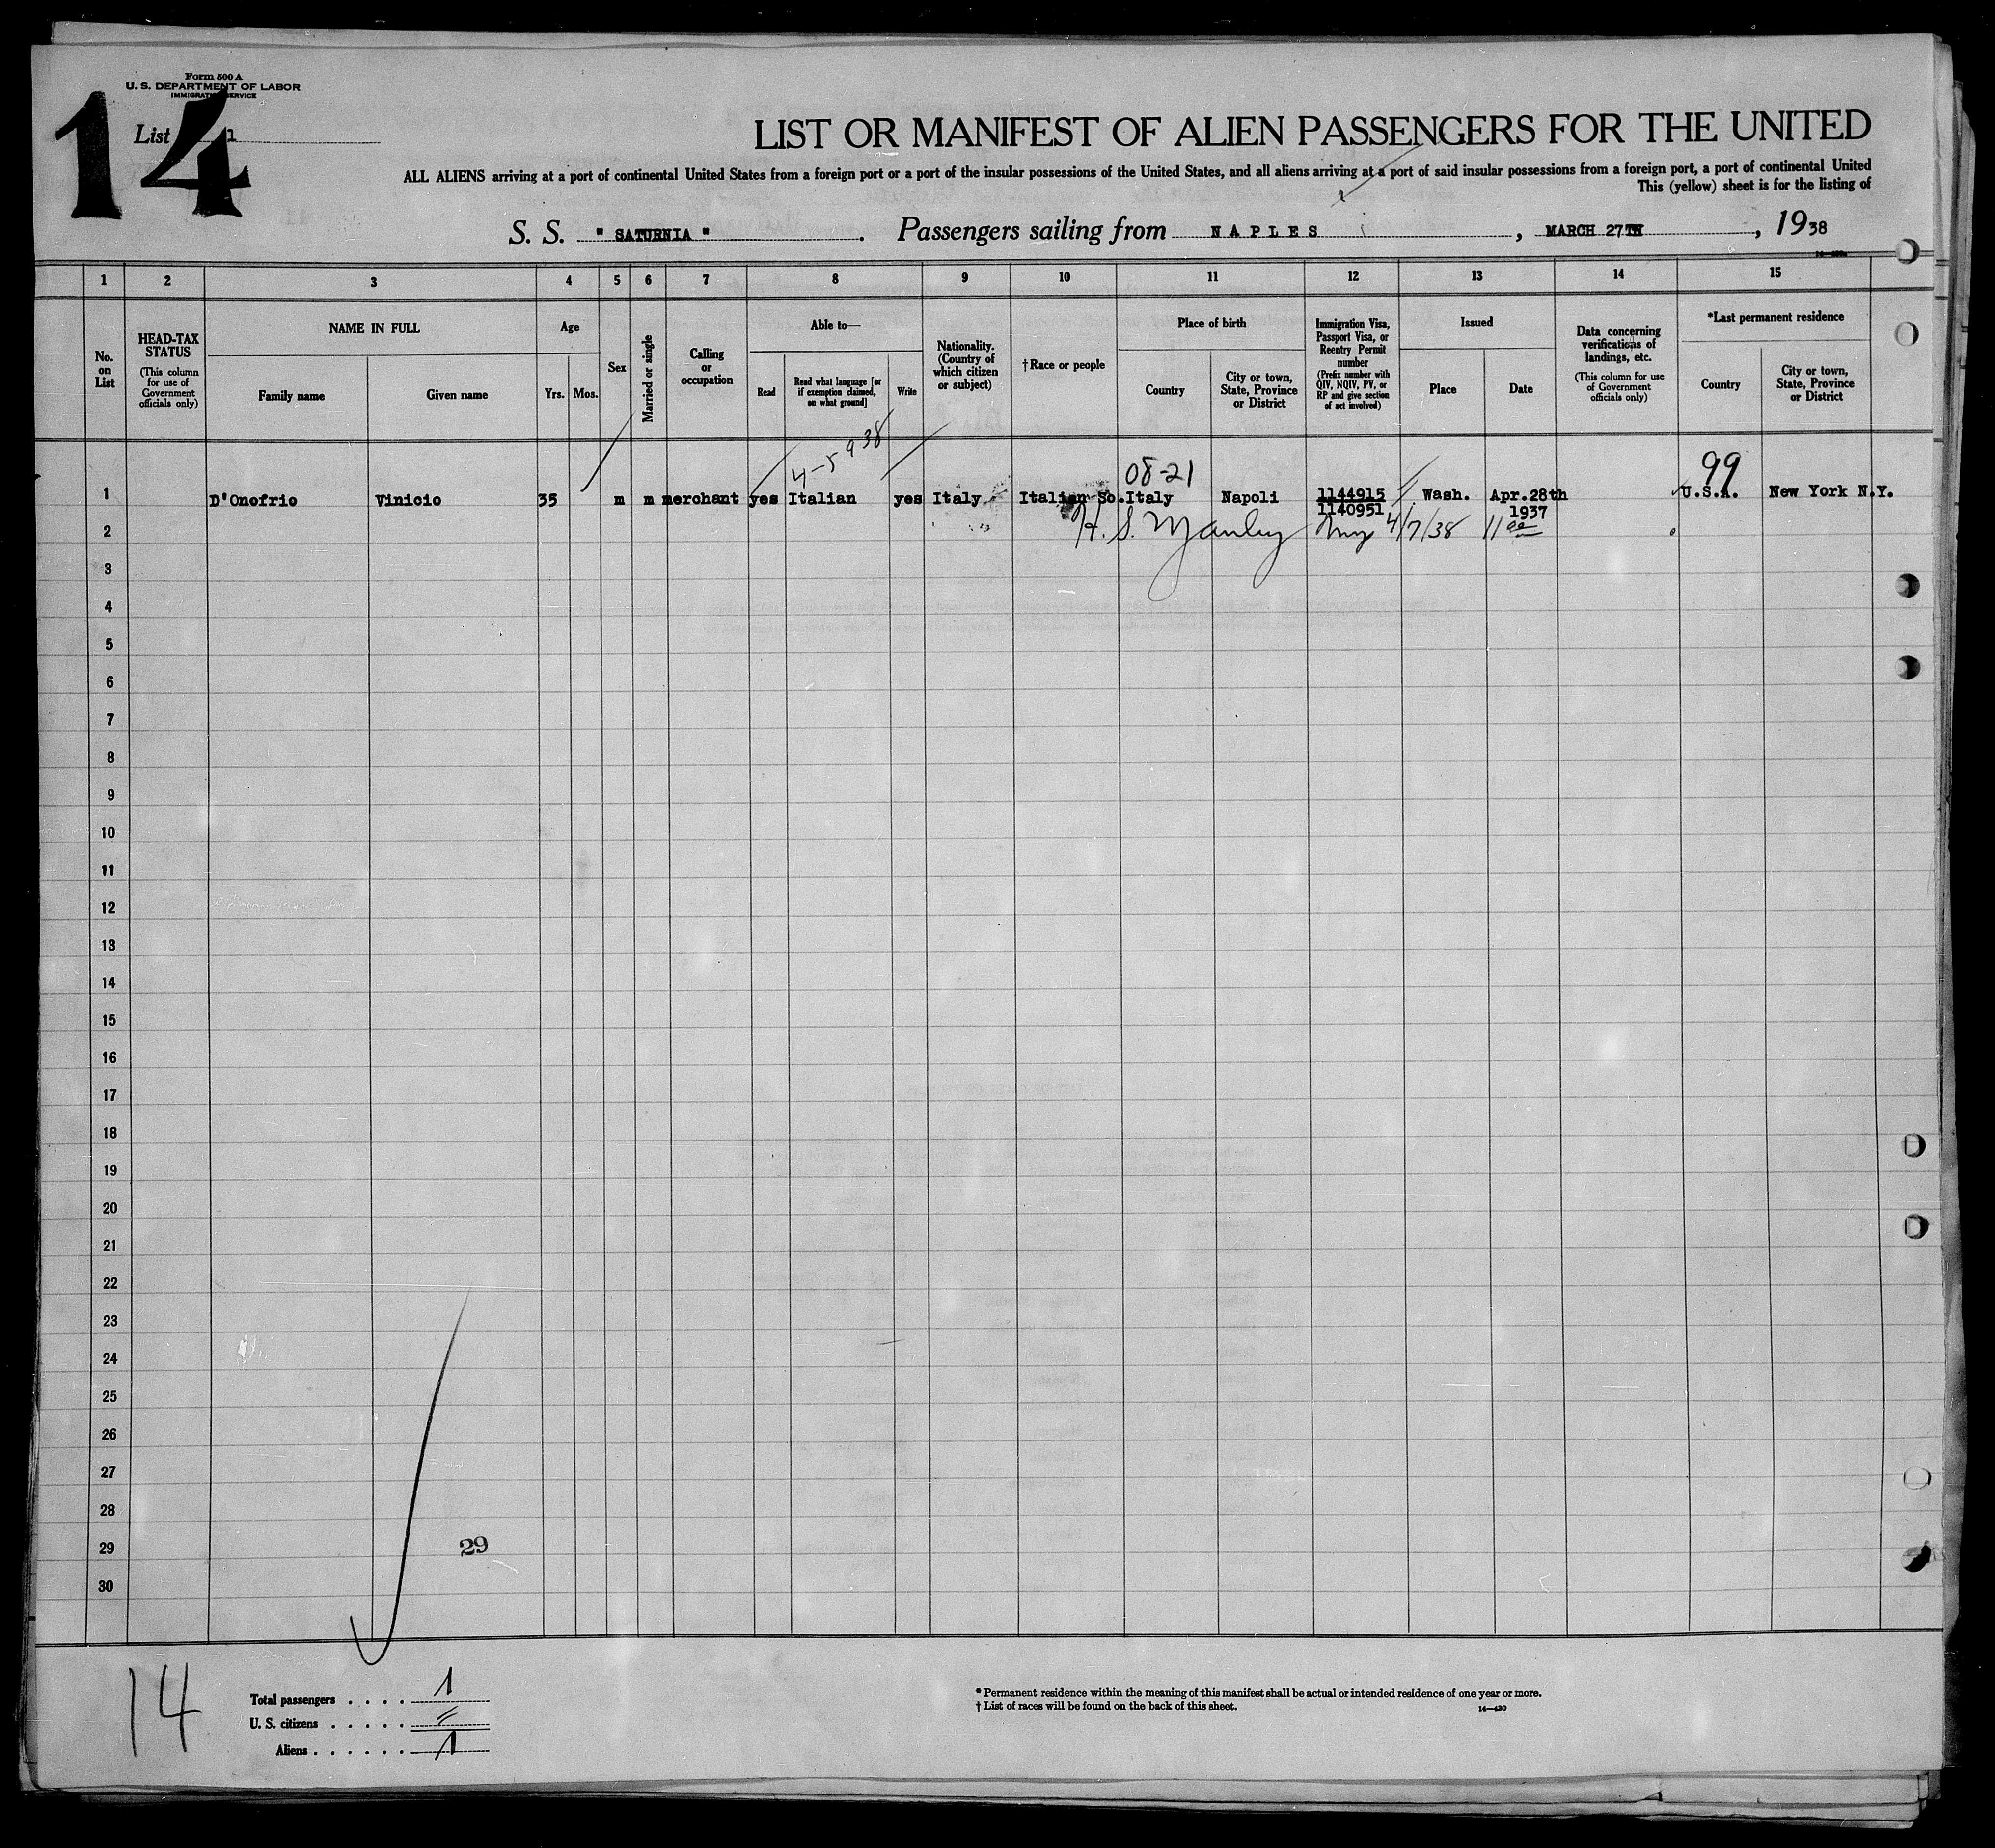 Form 500 A
U. S. DEPARTMENT OF LABOR
IMMIGRATION SERVICE
14
List 1
LIST OR MANIFEST OF ALIEN PASSENGERS FOR THE UNITED
ALL ALIENS arriving at a port of continental United States from a foreign port or a port of the insular possessions of the United States, and all aliens arriving at a port of said insular possessions from a foreign port, a port of continental United
This (yellow) sheet is for the listing of
S. S. " SATURNIA " . Passengers sailing from NAPLES , MARCH 27TH , 1938
1 2 3 4 5 6 7 8 9 10 11 12 13 14 15
No. on List
HEAD-TAX STATUS
(This column for use of Government officials only)
NAME IN FULL
Family name
Given name
Age
Yrs.
Mos.
Sex
Married or single
Calling or occupation
Able to—
Read
Read what language [or if exemption claimed, on what ground]
Write
Nationality. (Country of which citizen or subject)
† Race or people
Place of birth
Country
City or town, State, Province or District
Immigration Visa, Passport Visa, or Reentry Permit number
(Prefix number with QIV, NQIV, PV, or RP and give section of act involved)
Issued
Place
Date
Data concerning verifications of landings, etc.
(This column for use of Government officials only)
*Last permanent residence
Country
City or town, State, Province or District
4-5 9 38
08-21
99
1 D'Onofrio Vinicio 35 m m merchant yes Italian yes Italy Italian So. Italy Napoli 1144915 Wash. Apr.28th U.S.A. New York N.Y.
1140951 1937
2 H. S. Manley 4/7/38 11 00
3
4
5
6
7
8
9
10
11
12
13
14
15
16
17
18
19
20
21
22
23
24
25
26
27
28
29 29
30
14
Total passengers . . . . 1
U. S. citizens . . . . .
Aliens . . . . . . 1
* Permanent residence within the meaning of this manifest shall be actual or intended residence of one year or more.
† List of races will be found on the back of this sheet.
14—430